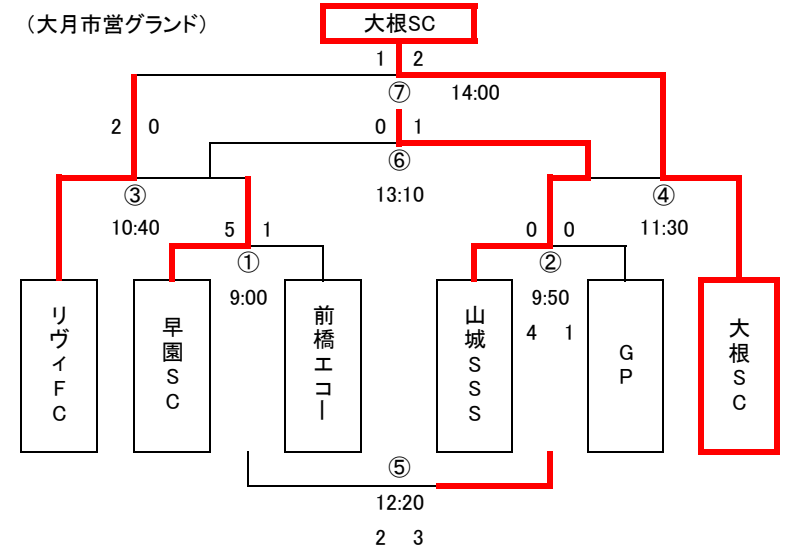 （大月市営グランド）
大根SC
1 2
⑦ 14:00
2 0
0 1
⑥
13:10
③
④
10:40
11:30
5 1
0 0
①
②
9:00
9:50
4 1
リヴィFC
早園SC
前橋エコー
山城SSS
GP
大根SC
⑤
12:20
2 3